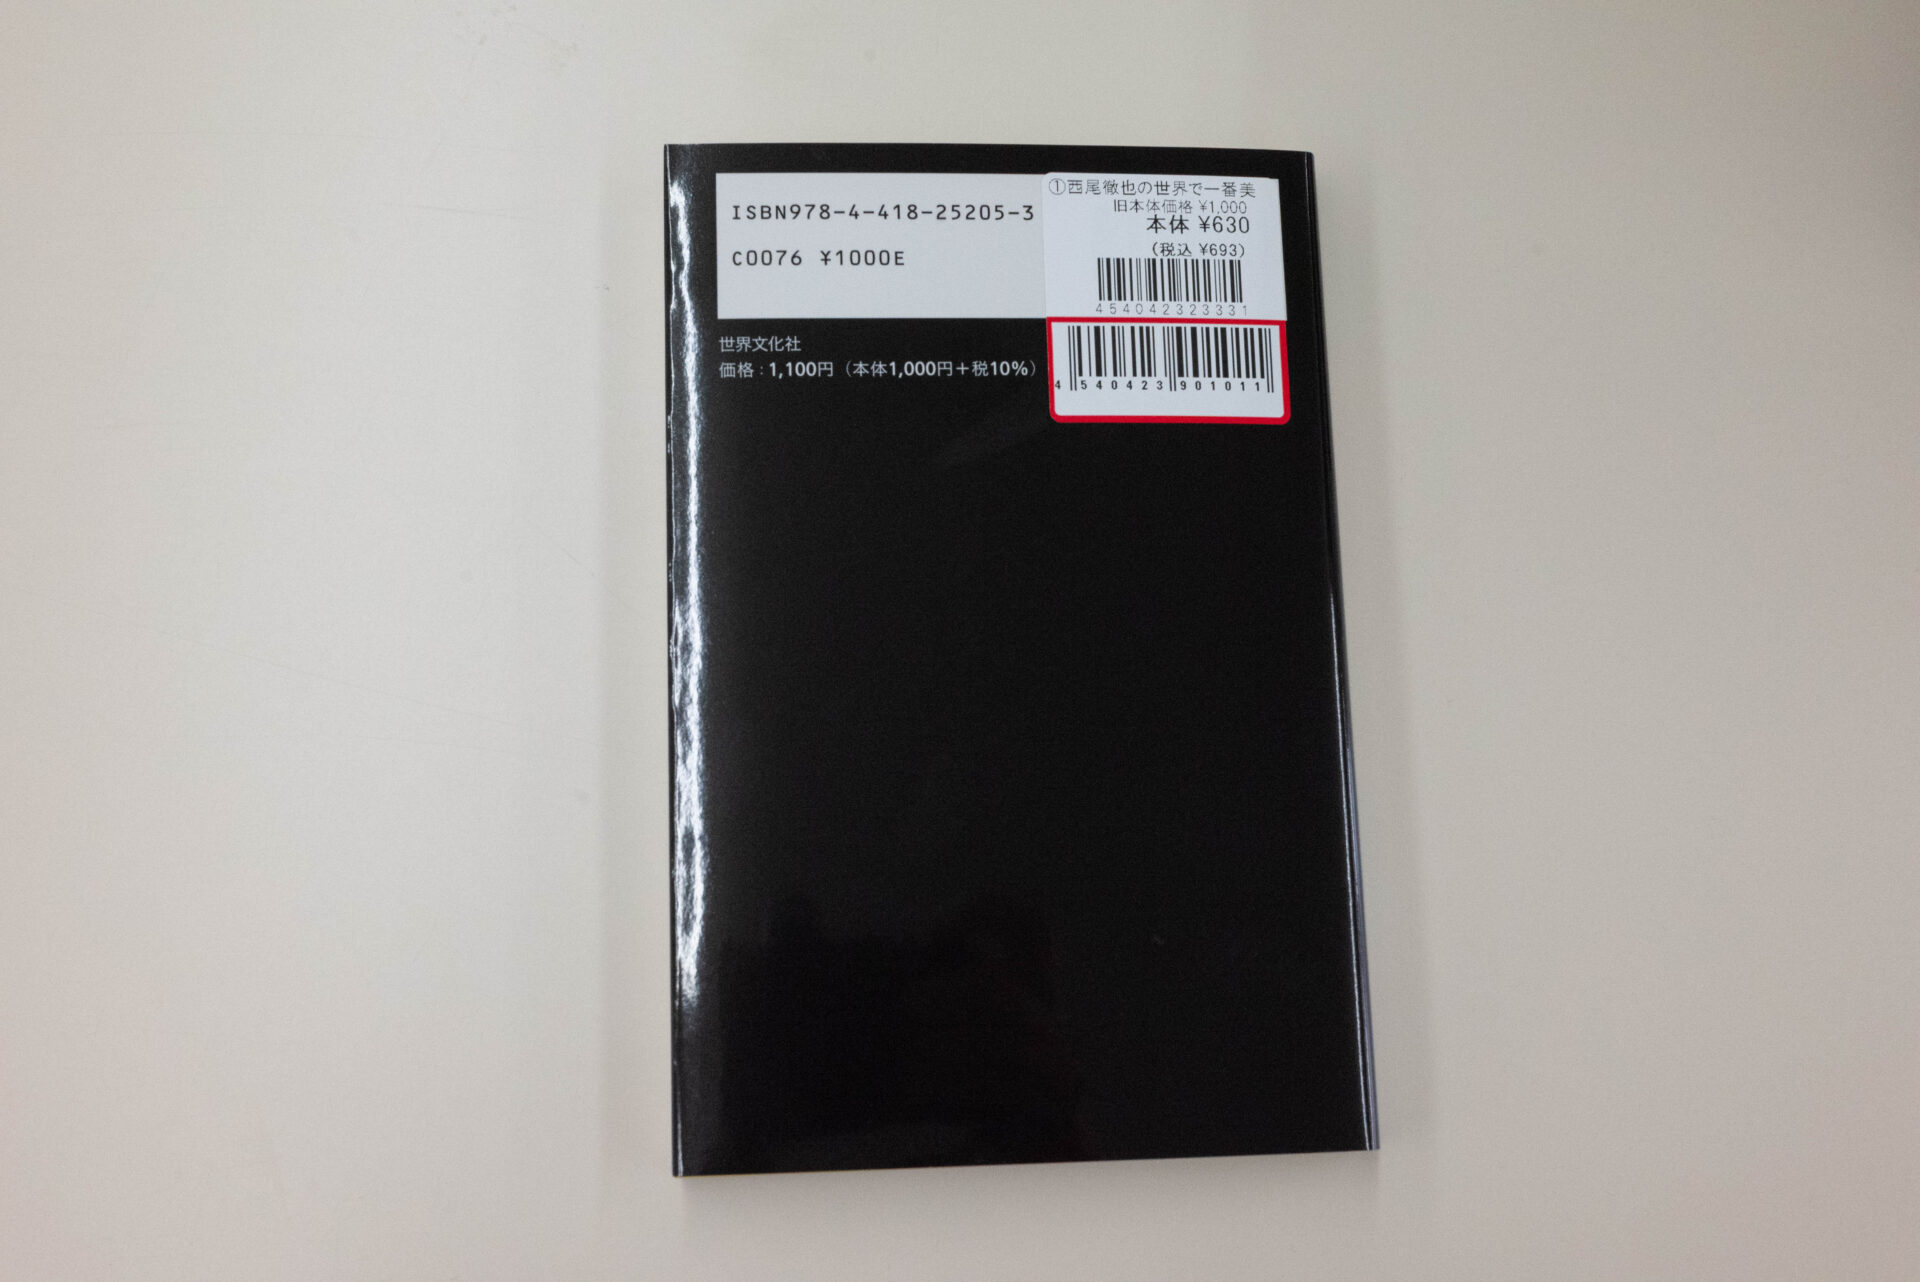 ISBN978-4-418-25205-3
C0076 ¥1000E
①西尾徹也の世界で一番美
旧本体価格 ¥1,000
本体 ¥630
(税込 ¥693)
4540423233​31
4 540423 901011
世界文化社
価格：1,100円（本体1,000円＋税10%）